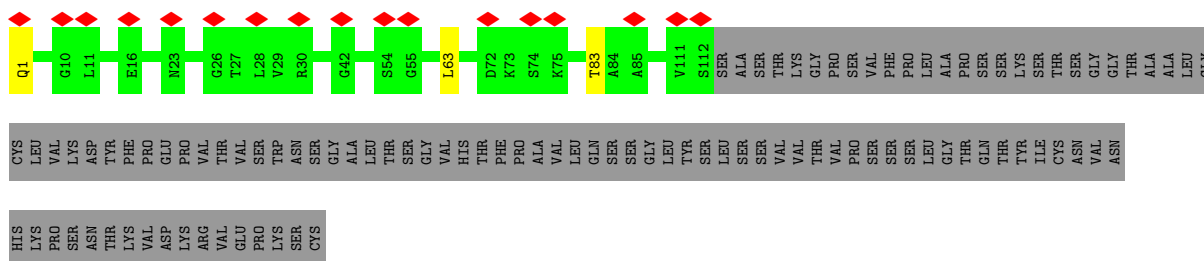 Q1 G10 L11 E16 N23 G26 T27 L28 V29 R30 G42 S54 G55 L63 D72 K73 S74 K75 T83 A84 A85 V111 S112 SER ALA SER THR LYS GLY PRO SER VAL PHE PRO LEU ALA PRO SER SER LYS SER THR SER GLY GLY THR ALA ALA LEU GLY
CYS LEU VAL LYS ASP TYR PHE PRO GLU PRO VAL THR VAL SER TRP ASN SER GLY ALA LEU THR SER GLY VAL HIS THR PHE PRO ALA VAL LEU GLN SER SER GLY LEU TYR SER LEU SER SER VAL VAL THR VAL PRO SER SER SER LEU GLY THR GLN THR TYR ILE CYS ASN VAL ASN
HIS LYS PRO SER ASN THR LYS VAL ASP LYS ARG VAL GLU PRO LYS SER CYS